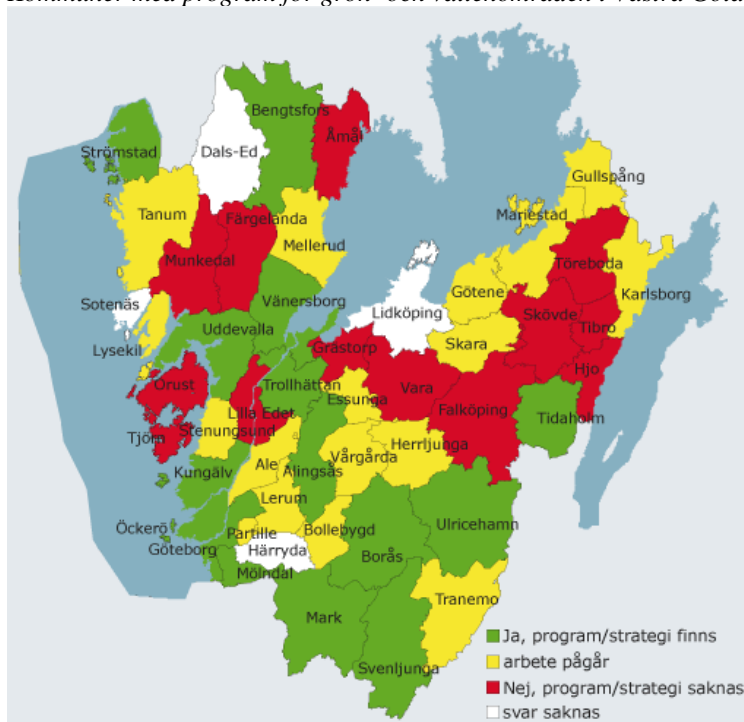 Kommuner med program för grön- och vattenområden i Västra Göta
Bengtsfors
Åmål
Strömstad
Dals-Ed
Gullspång
Tanum
Färgelanda
Mariestad
Mellerud
Munkedal
Töreboda
Sotenäs
Vänersborg
Götene
Karlsborg
Lidköping
Skövde
Uddevalla
Tibro
Lysekil
Grästorp
Skara
Hjo
Orust
Trollhättan
Vara
Essunga
Falköping
Tidaholm
Lilla Edet
Tjörn
Stenungsund
Herrljunga
Vårgårda
Ale
Alingsås
Kungälv
Lerum
Ulricehamn
Öckerö
Partille
Bollebygd
Göteborg
Härryda
Borås
Mölndal
Tranemo
Mark
Svenljunga
Ja, program/strategi finns
arbete pågår
Nej, program/strategi saknas
svar saknas